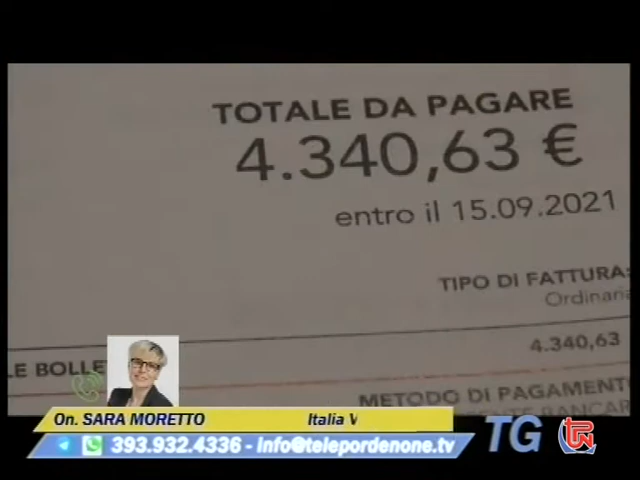 TOTALE DA PAGARE
4.340,63 €
entro il 15.09.2021
TIPO DI FATTURA:
Ordinaria
4.340,63
LE BOLLE
METODO DI PAGAMENTO
On. SARA MORETTO Italia V
393.932.4336 - info@telepordenone.tv
TG TPN